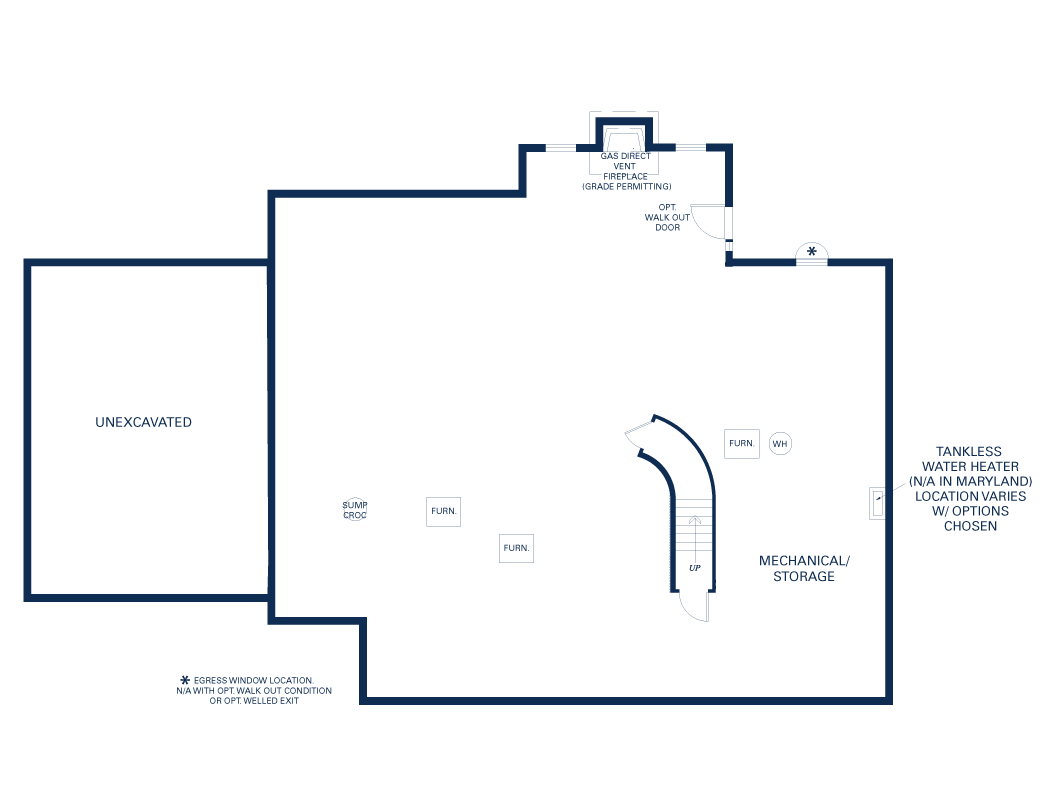 GAS DIRECT
VENT
FIREPLACE
(GRADE PERMITTING)
OPT.
WALK OUT
DOOR
*
UNEXCAVATED
FURN.
WH
TANKLESS
WATER HEATER
(N/A IN MARYLAND)
LOCATION VARIES
W/ OPTIONS
CHOSEN
SUMP
CROC
FURN.
FURN.
UP
MECHANICAL/
STORAGE
* EGRESS WINDOW LOCATION.
N/A WITH OPT. WALK OUT CONDITION
OR OPT. WELLED EXIT